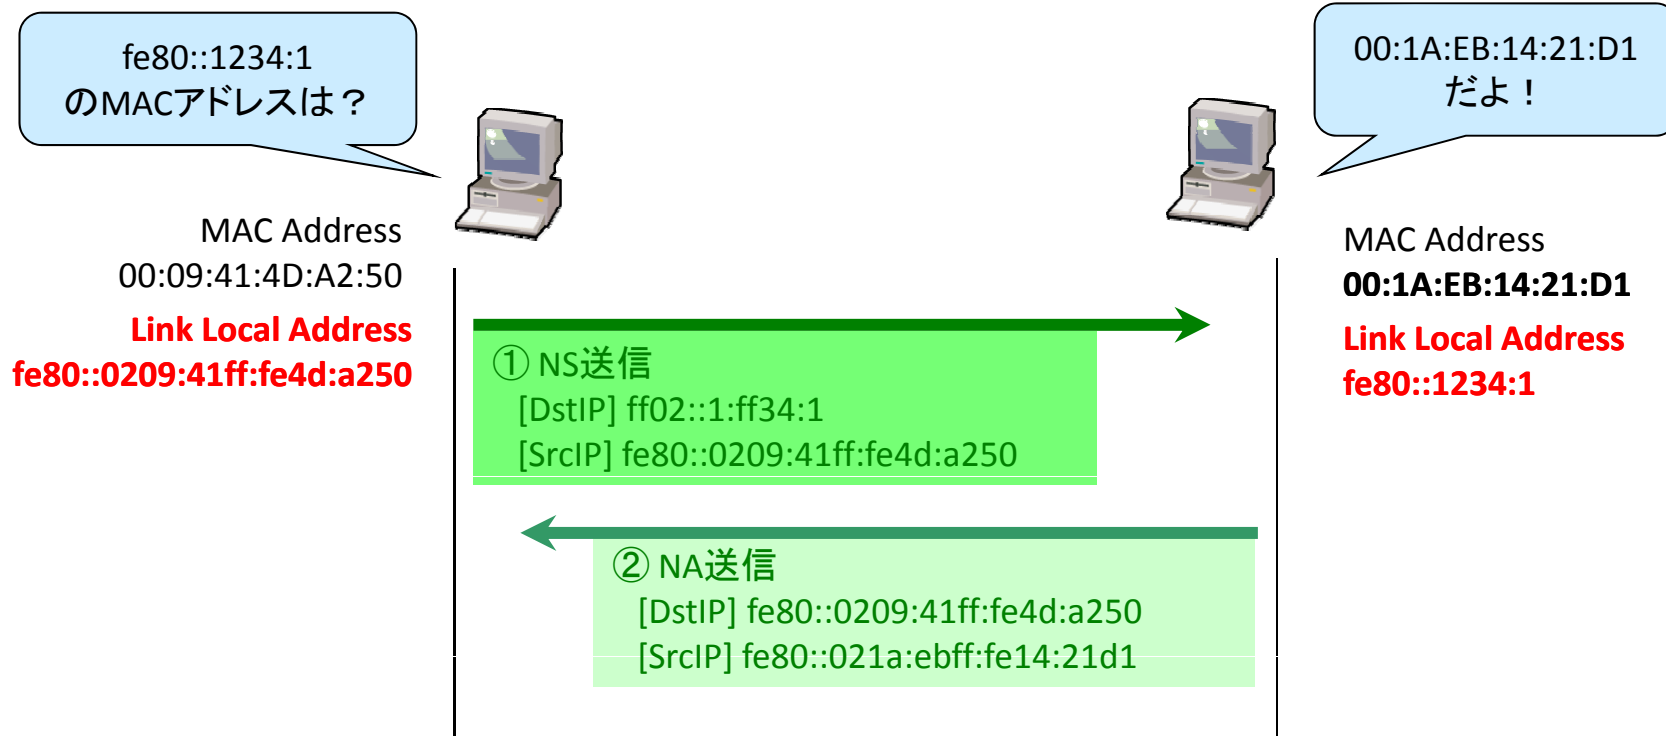 fe80::1234:1
のMACアドレスは？
00:1A:EB:14:21:D1
だよ！
MAC Address
00:09:41:4D:A2:50
Link Local Address
fe80::0209:41ff:fe4d:a250
MAC Address
00:1A:EB:14:21:D1
Link Local Address
fe80::1234:1
① NS送信
[DstIP] ff02::1:ff34:1
[SrcIP] fe80::0209:41ff:fe4d:a250
② NA送信
[DstIP] fe80::0209:41ff:fe4d:a250
[SrcIP] fe80::021a:ebff:fe14:21d1